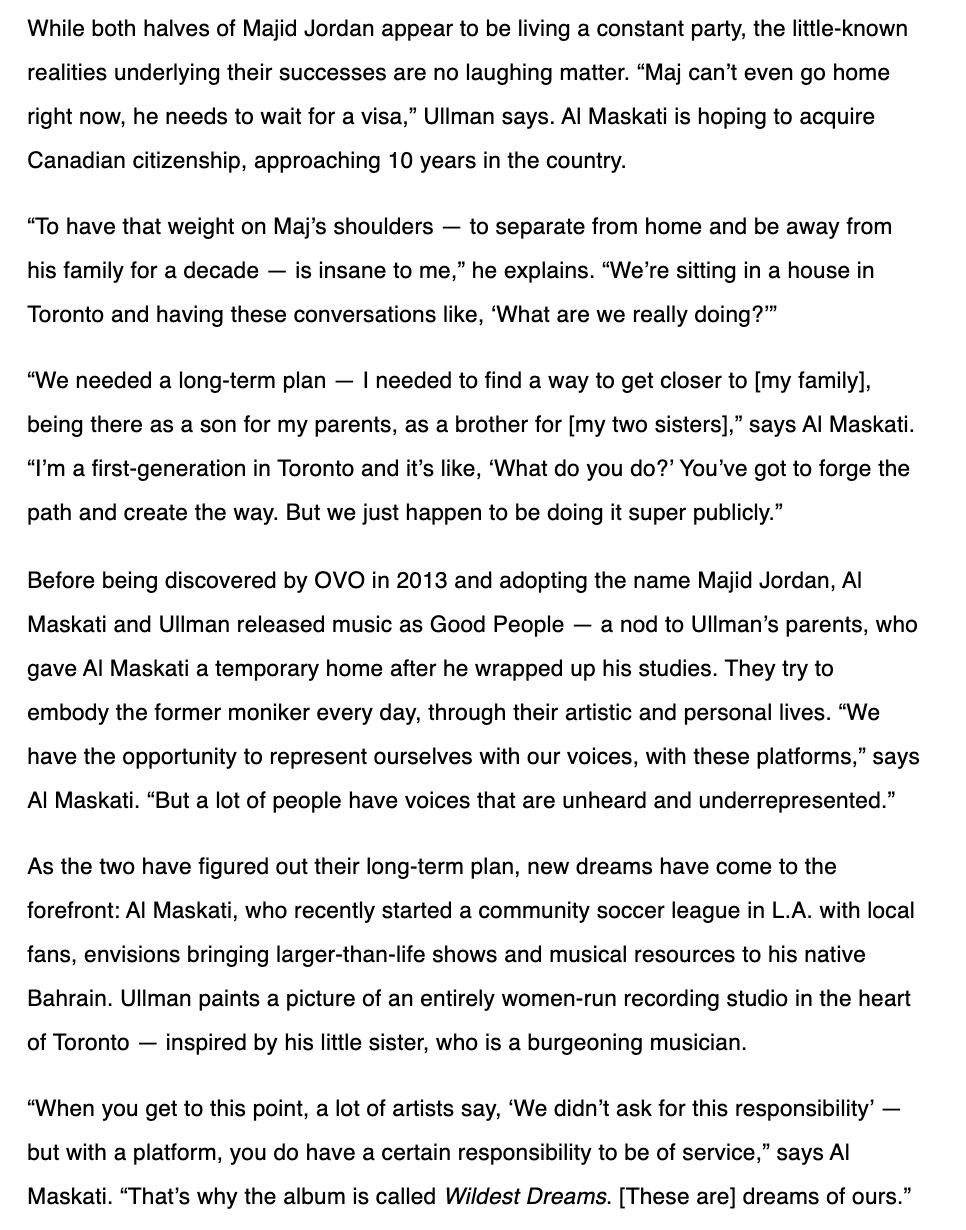 While both halves of Majid Jordan appear to be living a constant party, the little-known
realities underlying their successes are no laughing matter. “Maj can’t even go home
right now, he needs to wait for a visa,” Ullman says. Al Maskati is hoping to acquire
Canadian citizenship, approaching 10 years in the country.
“To have that weight on Maj’s shoulders — to separate from home and be away from
his family for a decade — is insane to me,” he explains. “We’re sitting in a house in
Toronto and having these conversations like, ‘What are we really doing?’”
“We needed a long-term plan — I needed to find a way to get closer to [my family],
being there as a son for my parents, as a brother for [my two sisters],” says Al Maskati.
“I’m a first-generation in Toronto and it’s like, ‘What do you do?’ You’ve got to forge the
path and create the way. But we just happen to be doing it super publicly.”
Before being discovered by OVO in 2013 and adopting the name Majid Jordan, Al
Maskati and Ullman released music as Good People — a nod to Ullman’s parents, who
gave Al Maskati a temporary home after he wrapped up his studies. They try to
embody the former moniker every day, through their artistic and personal lives. “We
have the opportunity to represent ourselves with our voices, with these platforms,” says
Al Maskati. “But a lot of people have voices that are unheard and underrepresented.”
As the two have figured out their long-term plan, new dreams have come to the
forefront: Al Maskati, who recently started a community soccer league in L.A. with local
fans, envisions bringing larger-than-life shows and musical resources to his native
Bahrain. Ullman paints a picture of an entirely women-run recording studio in the heart
of Toronto — inspired by his little sister, who is a burgeoning musician.
“When you get to this point, a lot of artists say, ‘We didn’t ask for this responsibility’ —
but with a platform, you do have a certain responsibility to be of service,” says Al
Maskati. “That’s why the album is called Wildest Dreams. [These are] dreams of ours.”